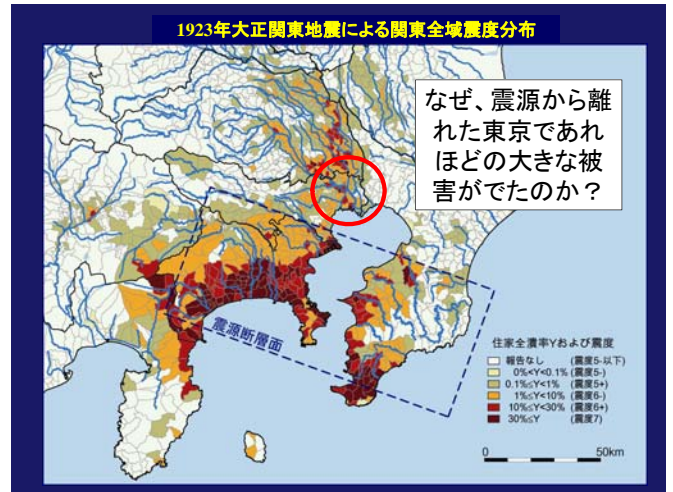 1923年大正関東地震による関東全域震度分布
なぜ、震源から離
れた東京であれ
ほどの大きな被
害がでたのか？
震源断層面
住家全潰率Yおよび震度
報告なし (震度5-以下)
0%<Y<0.1% (震度5-)
0.1%≤Y<1% (震度5+)
1%≤Y<10% (震度6-)
10%≤Y<30% (震度6+)
30%≤Y (震度7)
0 50km